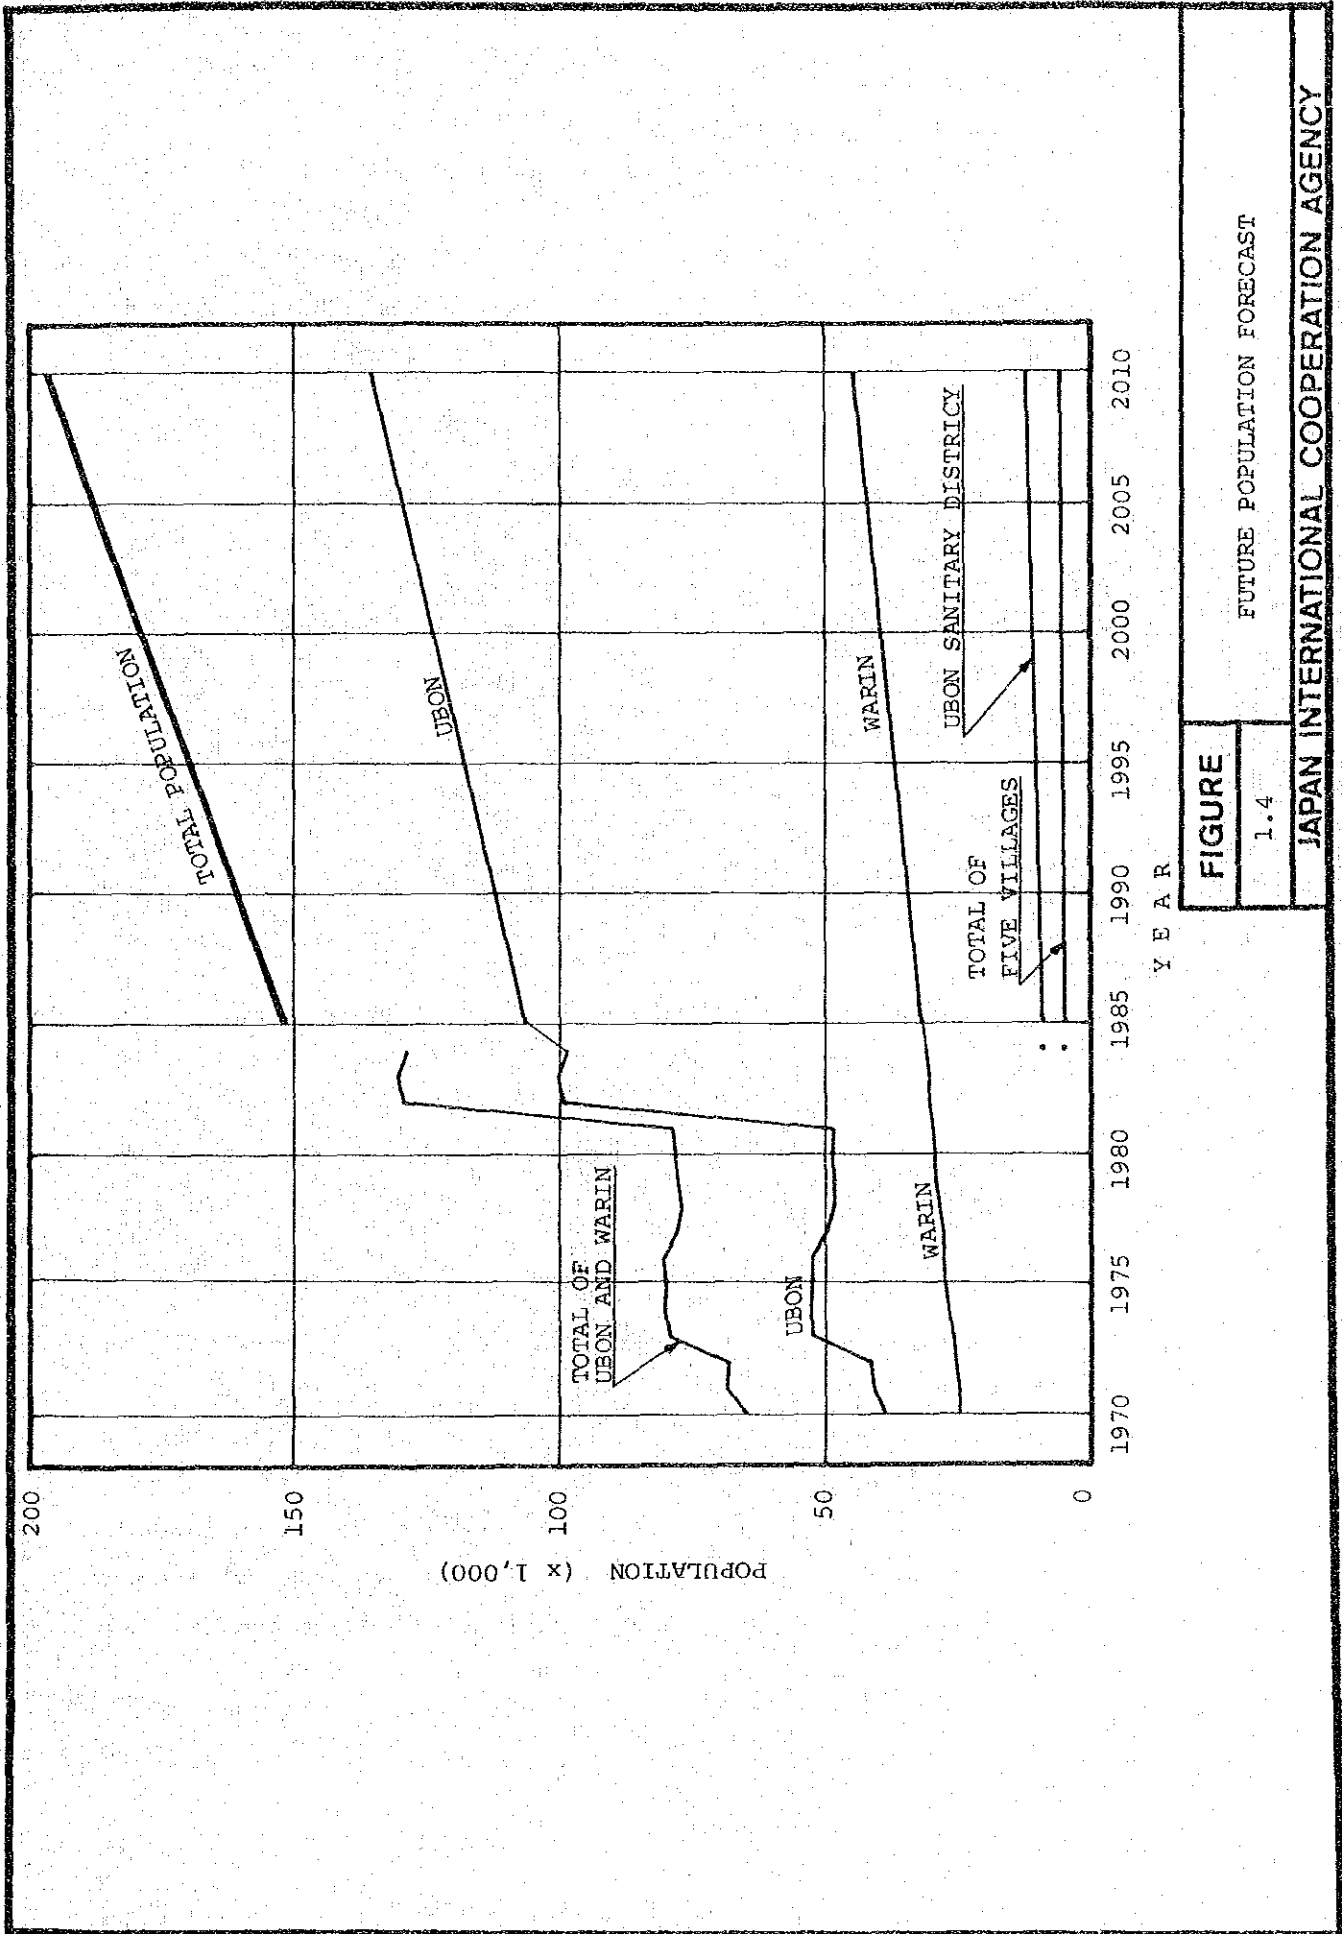 200
150
100
50
0
POPULATION (x 1,000)
TOTAL POPULATION
UBON
TOTAL OF
UBON AND WARIN
UBON
WARIN
WARIN
UBON SANITARY DISTRICY
TOTAL OF
FIVE VILLAGES
1970
1975
1980
1985
1990
1995
2000
2005
2010
Y E A R
FIGURE
1.4
FUTURE POPULATION FORECAST
JAPAN INTERNATIONAL COOPERATION AGENCY